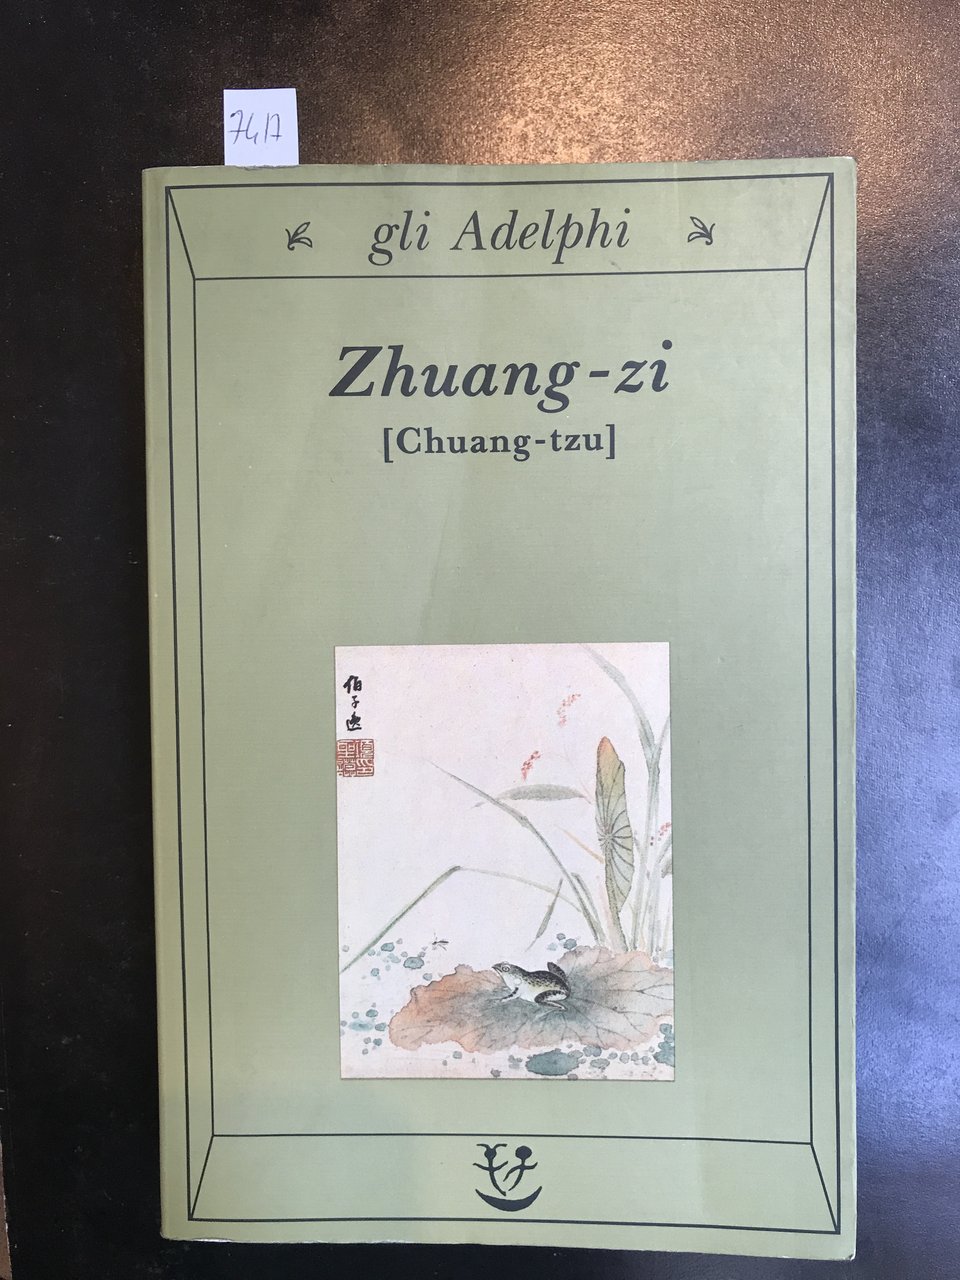 7417
gli Adelphi
Zhuang-zi
[Chuang-tzu]
伯子